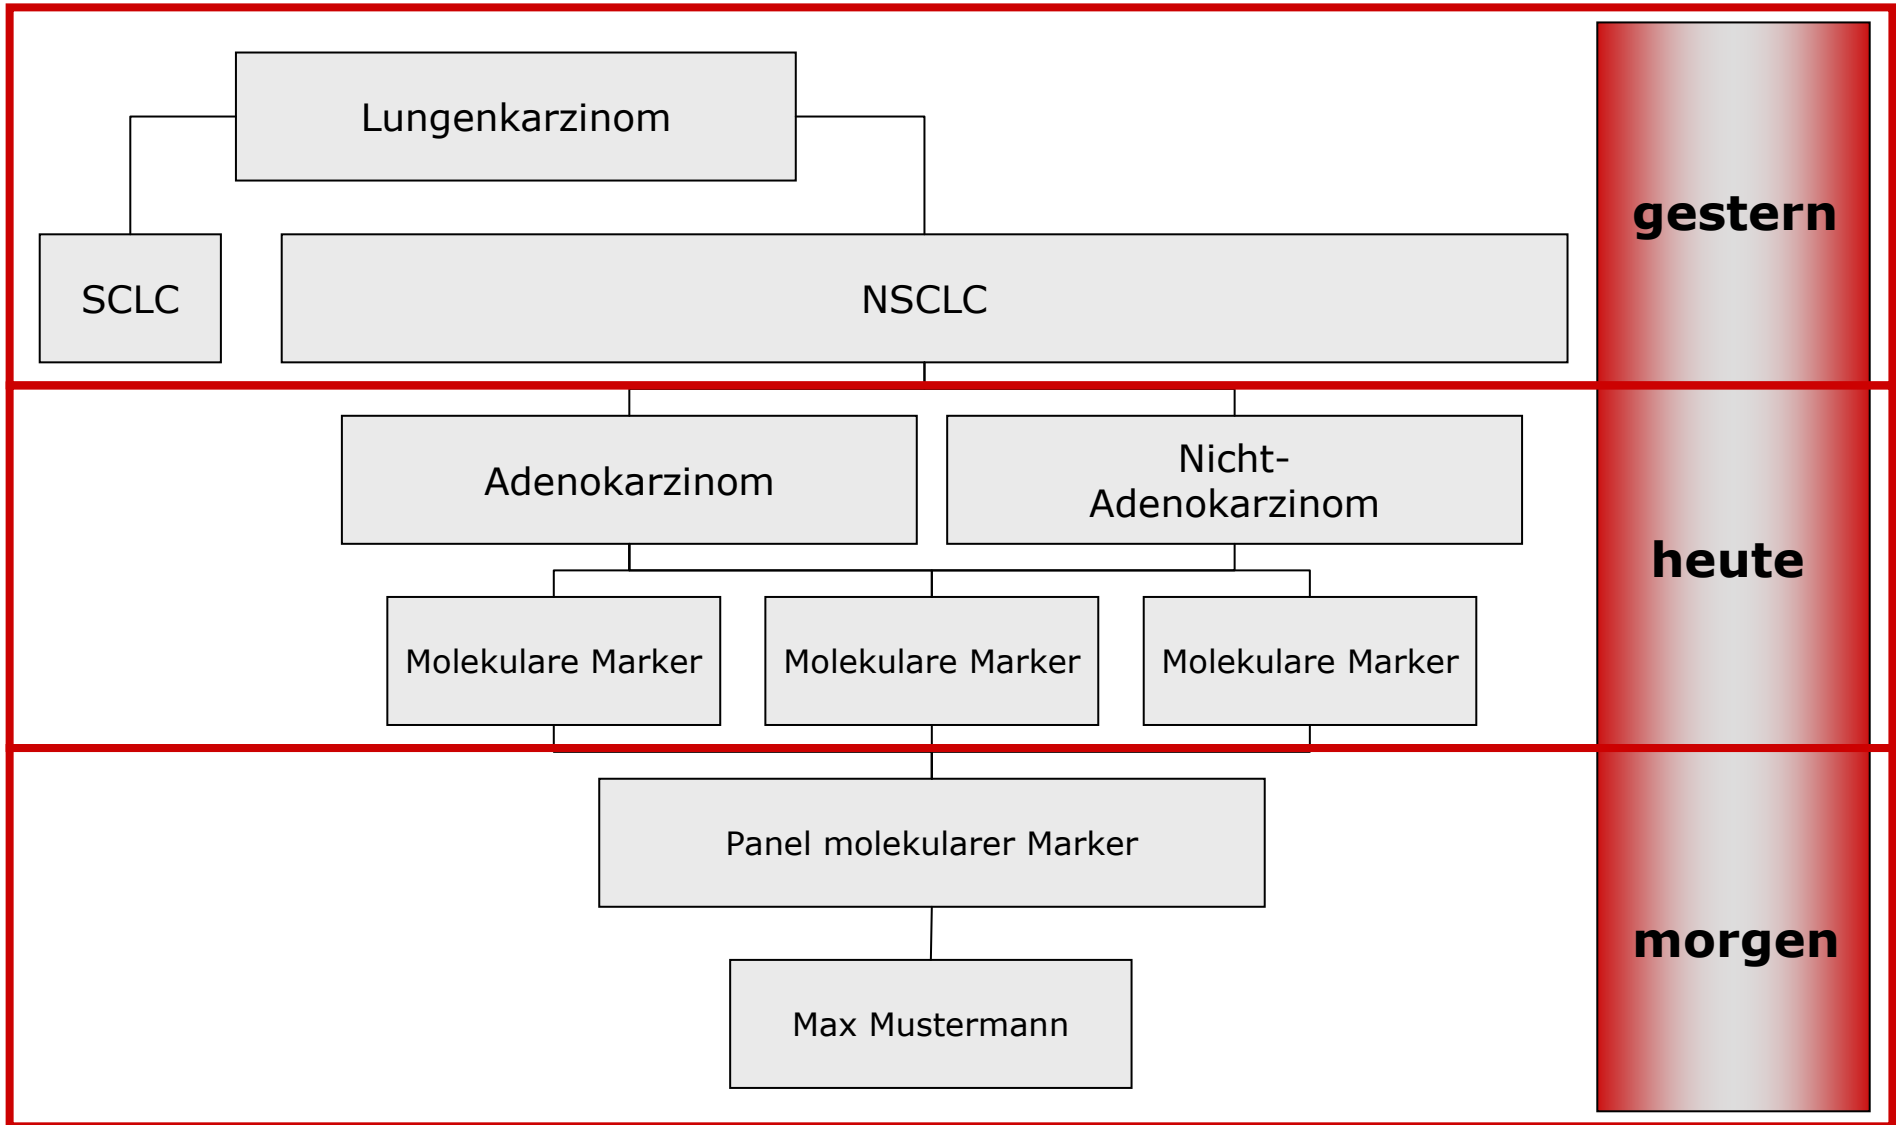 Lungenkarzinom
SCLC
NSCLC
gestern
Adenokarzinom
Nicht-
Adenokarzinom
Molekulare Marker
Molekulare Marker
Molekulare Marker
heute
Panel molekularer Marker
Max Mustermann
morgen